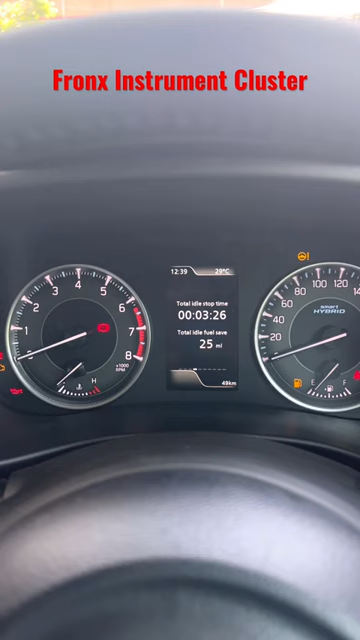 Fronx Instrument Cluster
12:39 29°C
Total idle stop time
00:03:26
Total idle fuel save
25 ml
49km
1 2 3 4 5 6 7 8
x1000
RPM
H
20 40 60 80 100 120
smart
HYBRID
E F